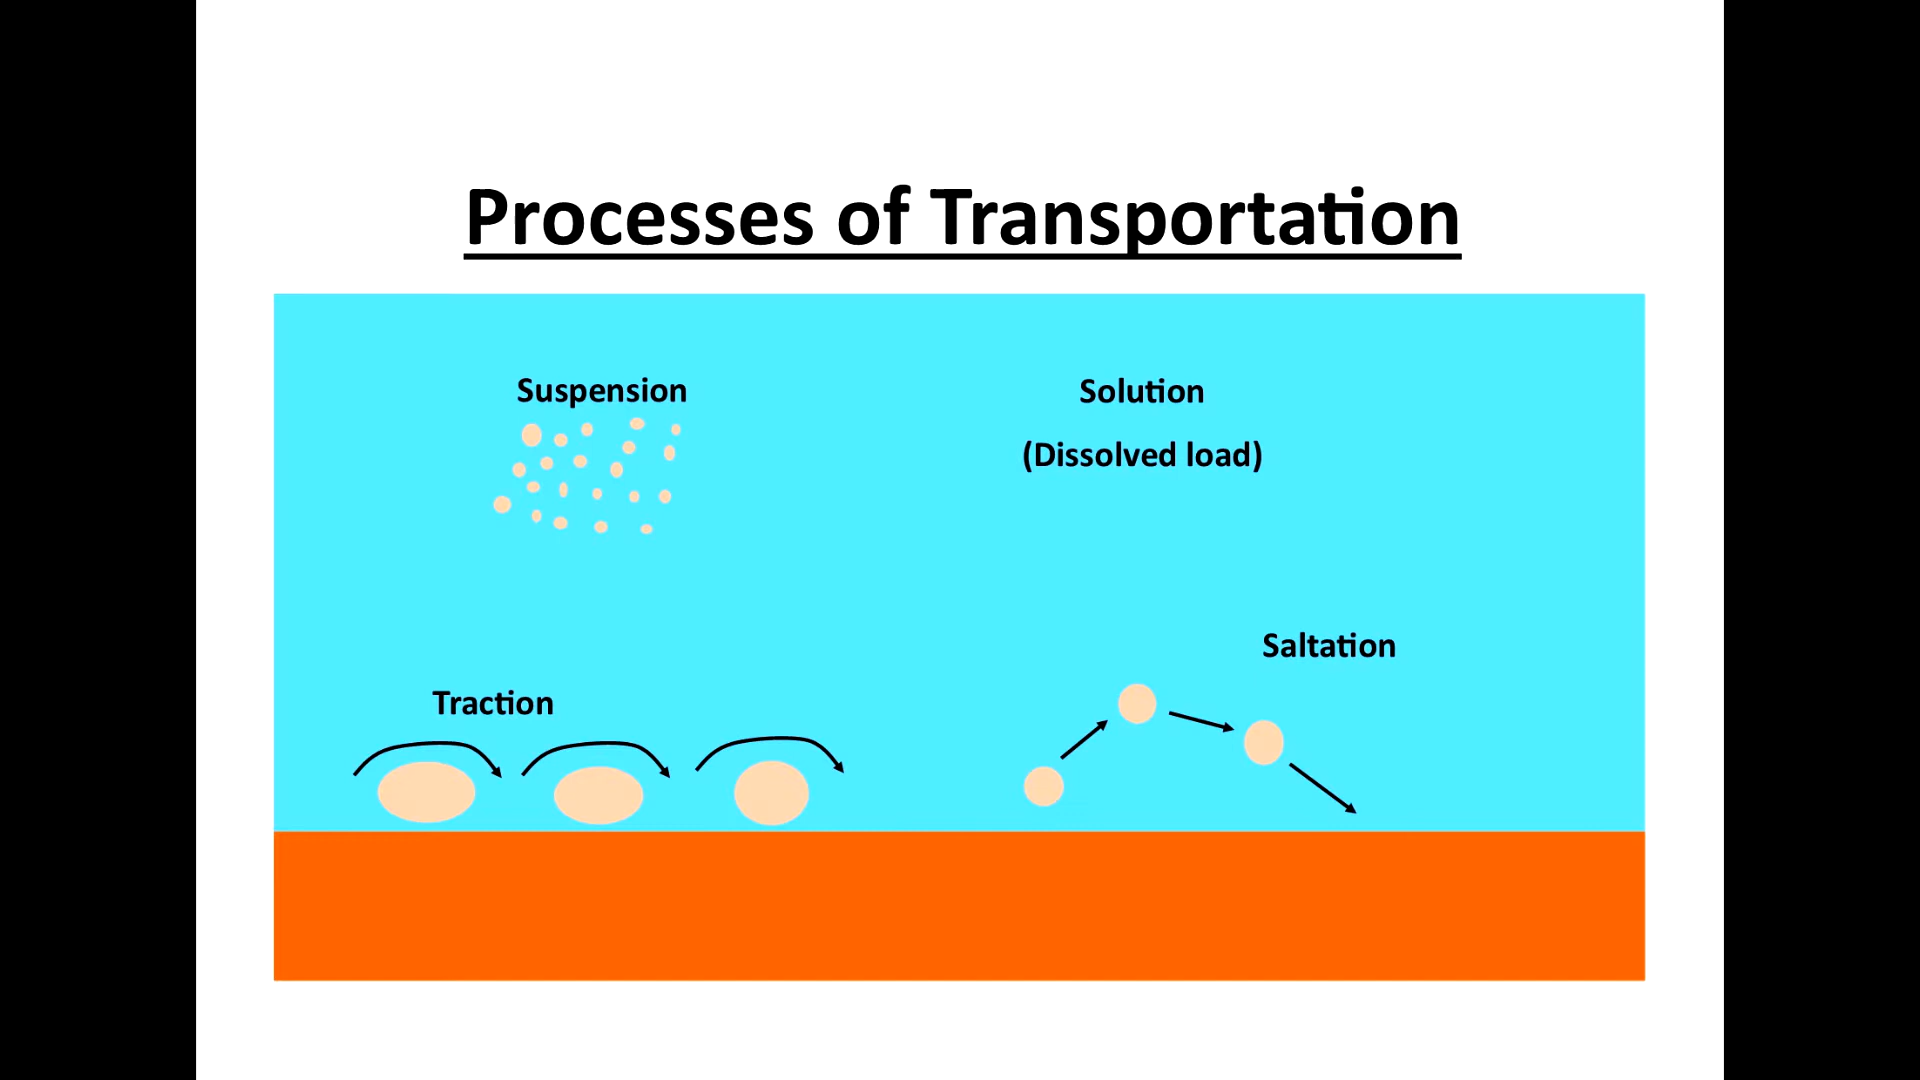 Processes of Transportation
Suspension
Solution
(Dissolved load)
Saltation
Traction